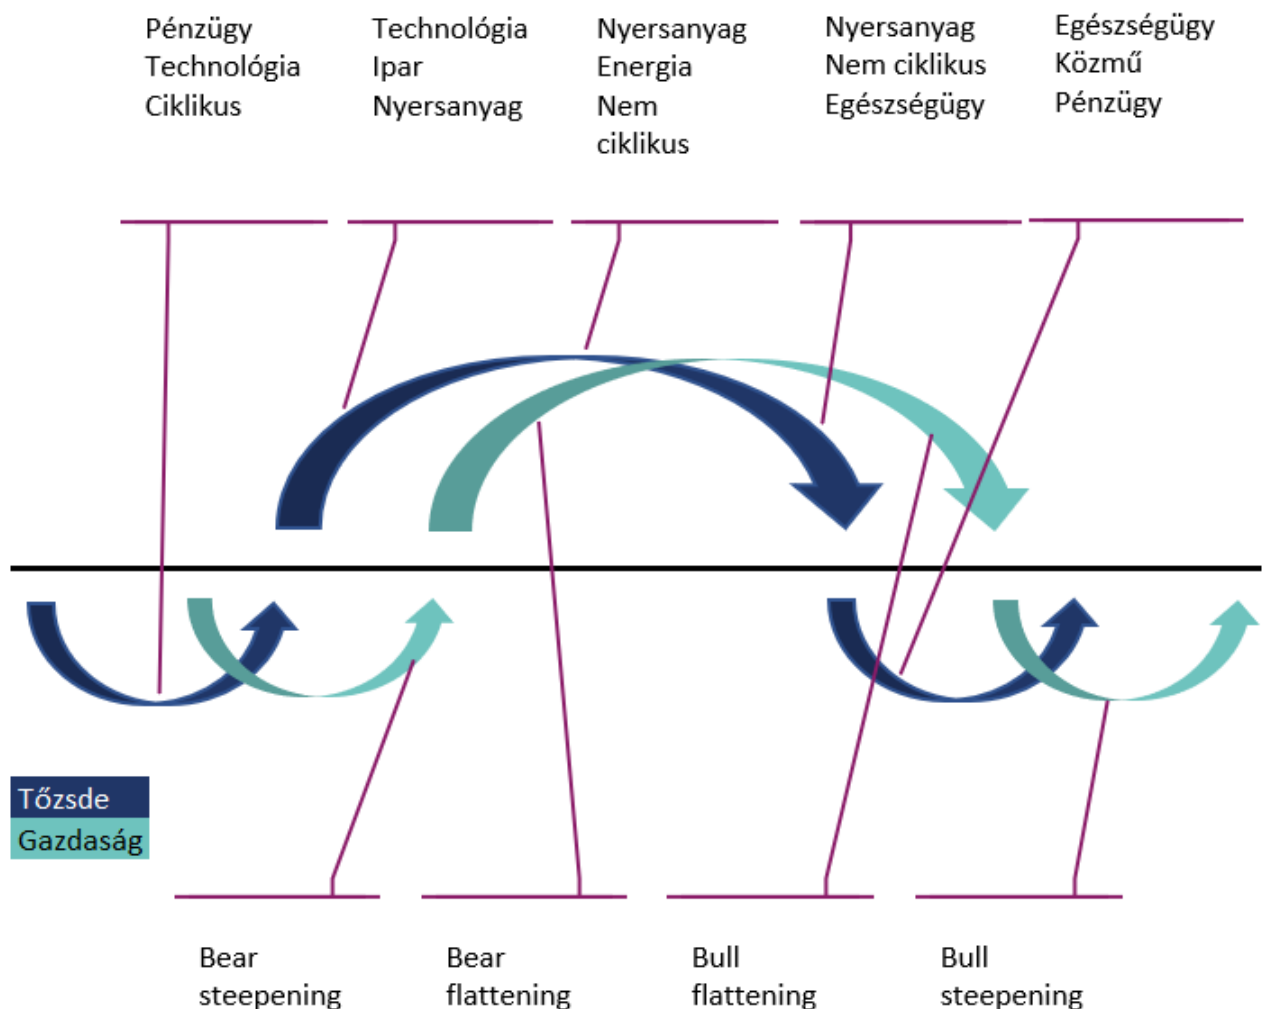 Pénzügy
Technológia
Ciklikus
Technológia
Ipar
Nyersanyag
Nyersanyag
Energia
Nem
ciklikus
Nyersanyag
Nem ciklikus
Egészségügy
Egészségügy
Közmű
Pénzügy
Tőzsde
Gazdaság
Bear
steepening
Bear
flattening
Bull
flattening
Bull
steepening